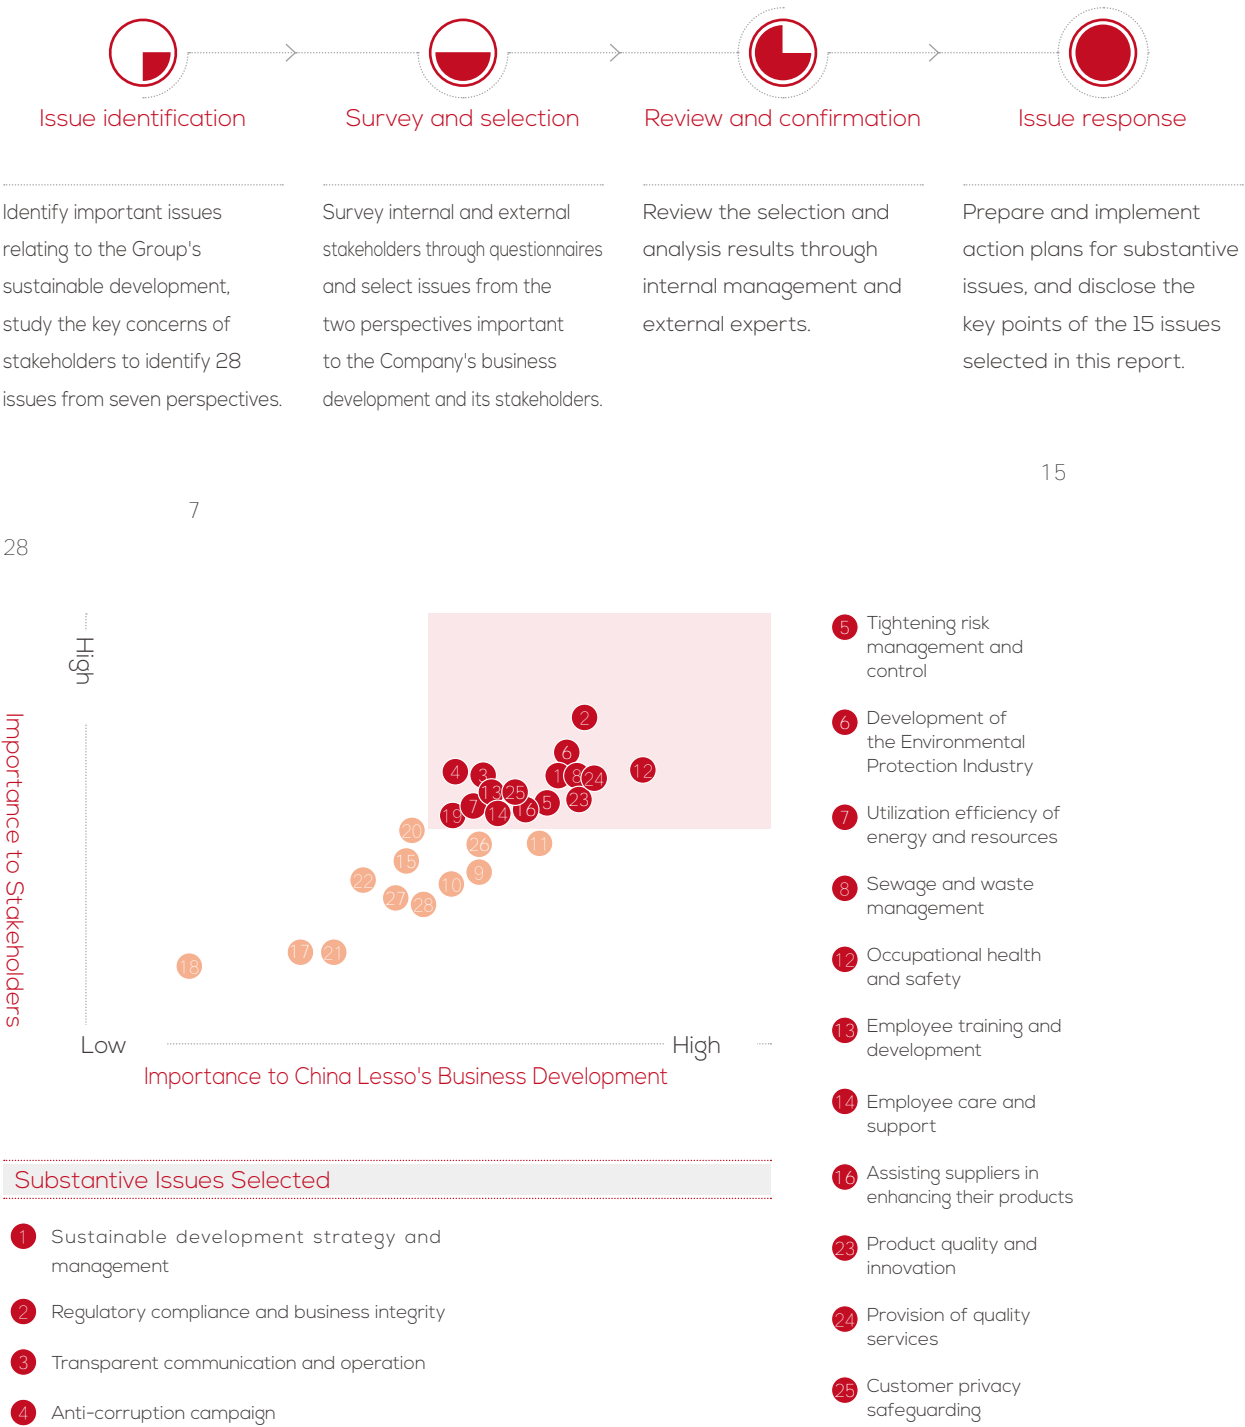 Issue identification
Survey and selection
Review and confirmation
Issue response
Identify important issues
relating to the Group's
sustainable development,
study the key concerns of
stakeholders to identify 28
issues from seven perspectives.
Survey internal and external
stakeholders through questionnaires
and select issues from the
two perspectives important
to the Company's business
development and its stakeholders.
Review the selection and
analysis results through
internal management and
external experts.
Prepare and implement
action plans for substantive
issues, and disclose the
key points of the 15 issues
selected in this report.
15
7
28
High
Importance to Stakeholders
2
6
4
3
1
8
24
12
13
25
23
5
7
16
14
19
20
26
11
15
9
22
10
27
28
17
21
18
Low
High
Importance to China Lesso's Business Development
Substantive Issues Selected
1 Sustainable development strategy and
management
2 Regulatory compliance and business integrity
3 Transparent communication and operation
4 Anti-corruption campaign
5 Tightening risk
management and
control
6 Development of
the Environmental
Protection Industry
7 Utilization efficiency of
energy and resources
8 Sewage and waste
management
12 Occupational health
and safety
13 Employee training and
development
14 Employee care and
support
16 Assisting suppliers in
enhancing their products
23 Product quality and
innovation
24 Provision of quality
services
25 Customer privacy
safeguarding